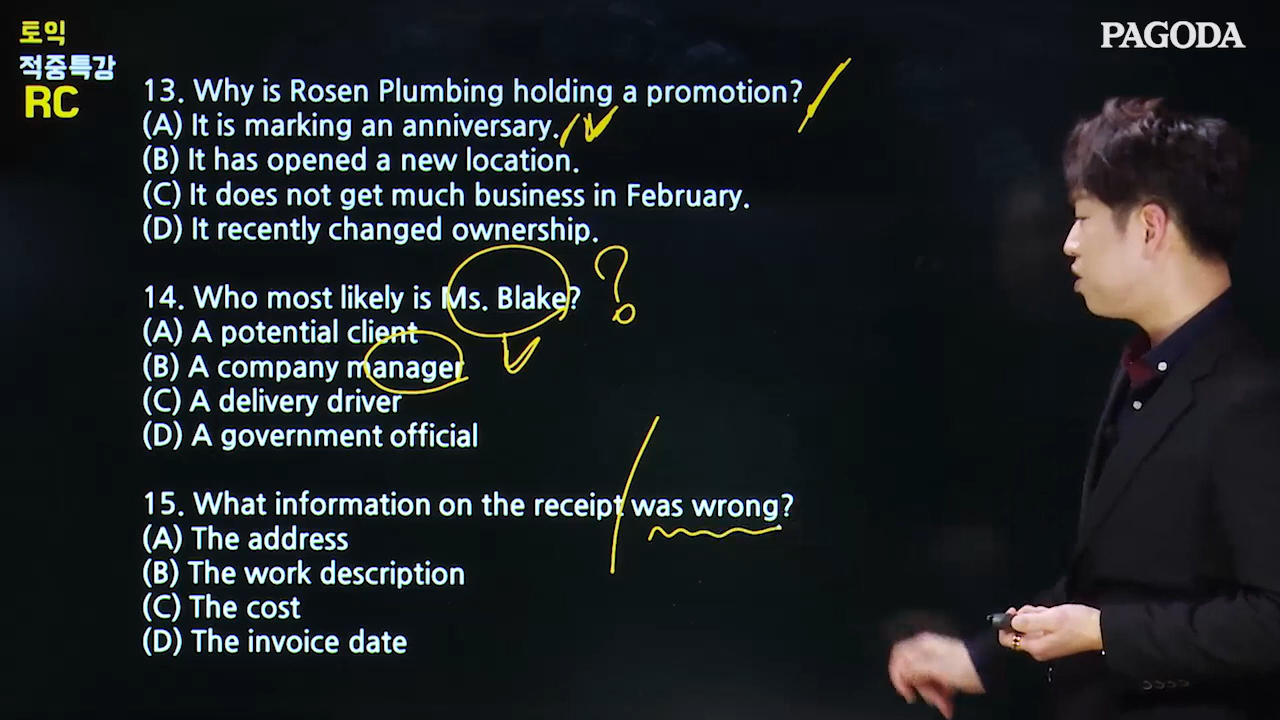 토익
적중특강
RC
PAGODA
13. Why is Rosen Plumbing holding a promotion?
(A) It is marking an anniversary.
(B) It has opened a new location.
(C) It does not get much business in February.
(D) It recently changed ownership.
14. Who most likely is Ms. Blake?
?
(A) A potential client
(B) A company manager
(C) A delivery driver
(D) A government official
15. What information on the receipt was wrong?
(A) The address
(B) The work description
(C) The cost
(D) The invoice date